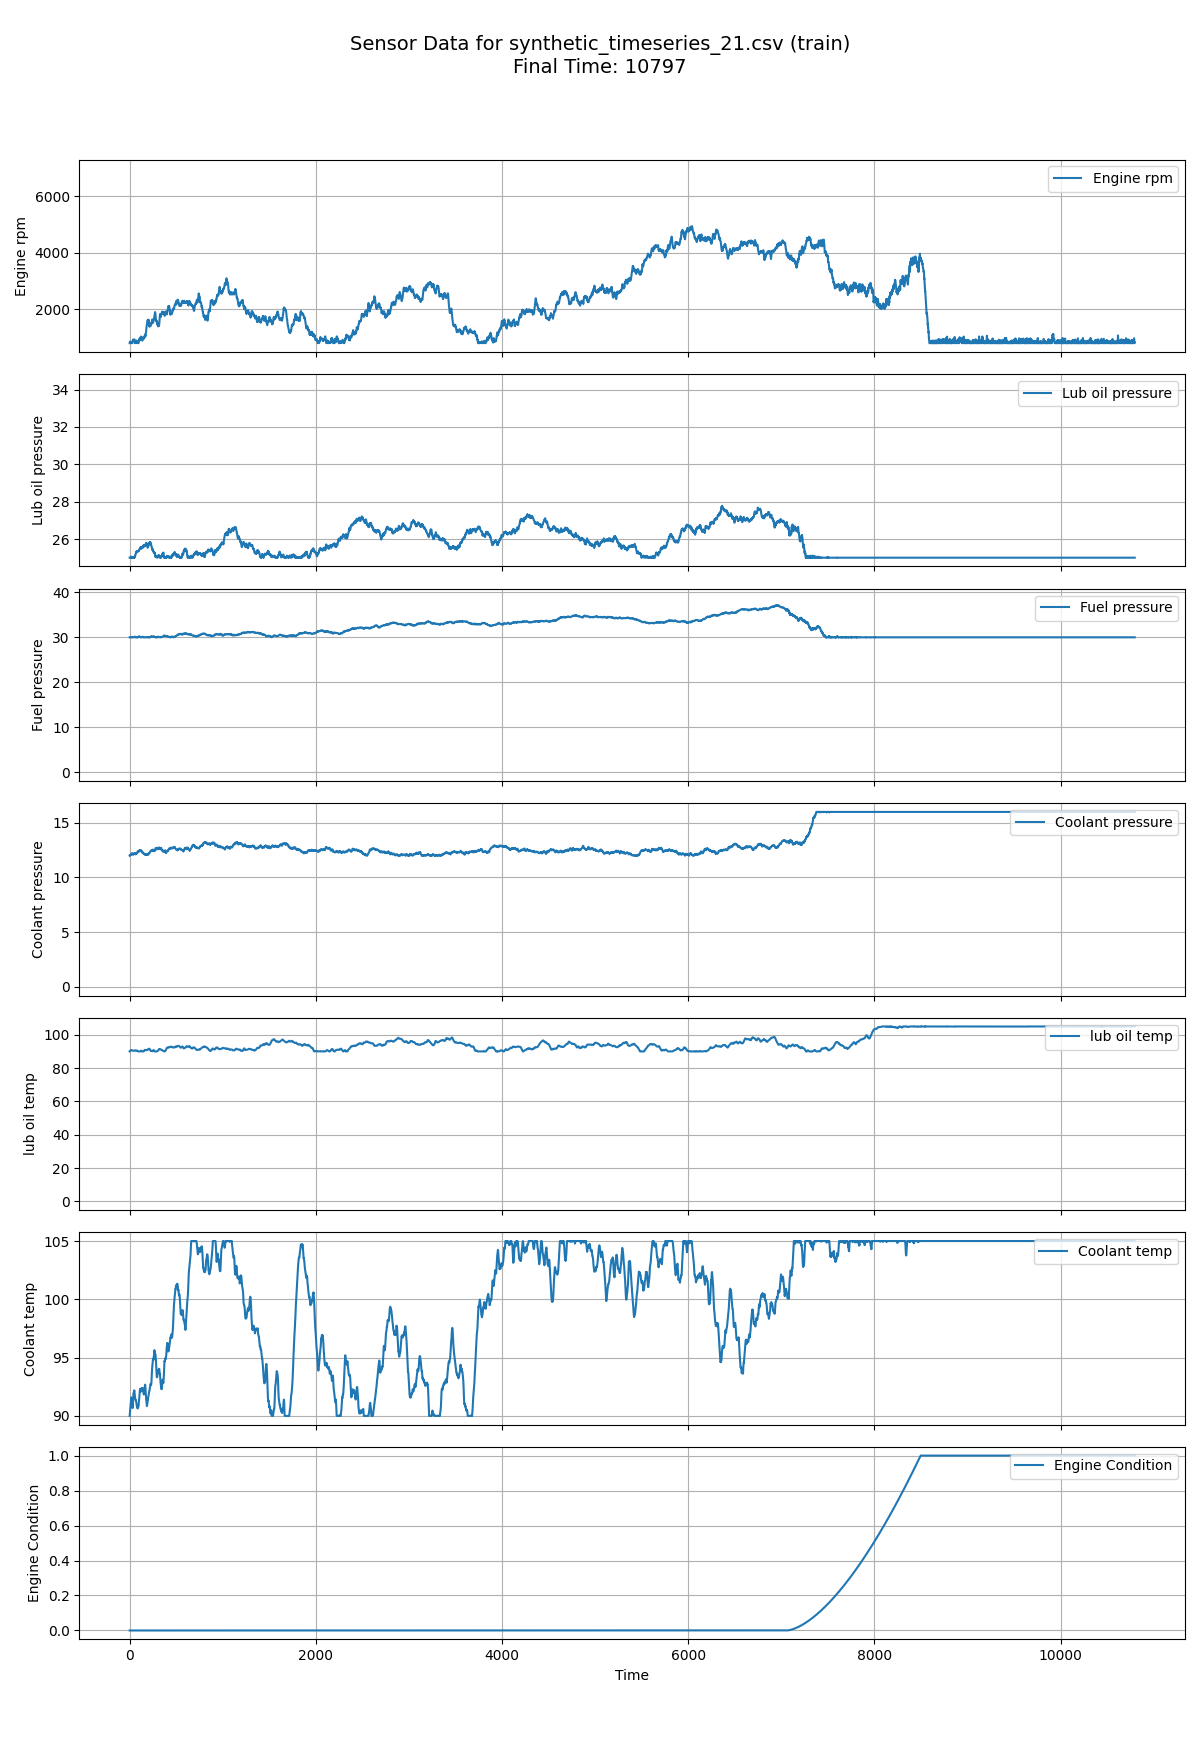 Sensor Data for synthetic_timeseries_21.csv (train)
Final Time: 10797
Engine rpm
6000
4000
2000
Engine rpm
Lub oil pressure
34
32
30
28
26
Lub oil pressure
Fuel pressure
40
30
20
10
0
Fuel pressure
Coolant pressure
15
10
5
0
Coolant pressure
lub oil temp
100
80
60
40
20
0
lub oil temp
Coolant temp
105
100
95
90
Coolant temp
Engine Condition
1.0
0.8
0.6
0.4
0.2
0.0
Engine Condition
0 2000 4000 6000 8000 10000
Time